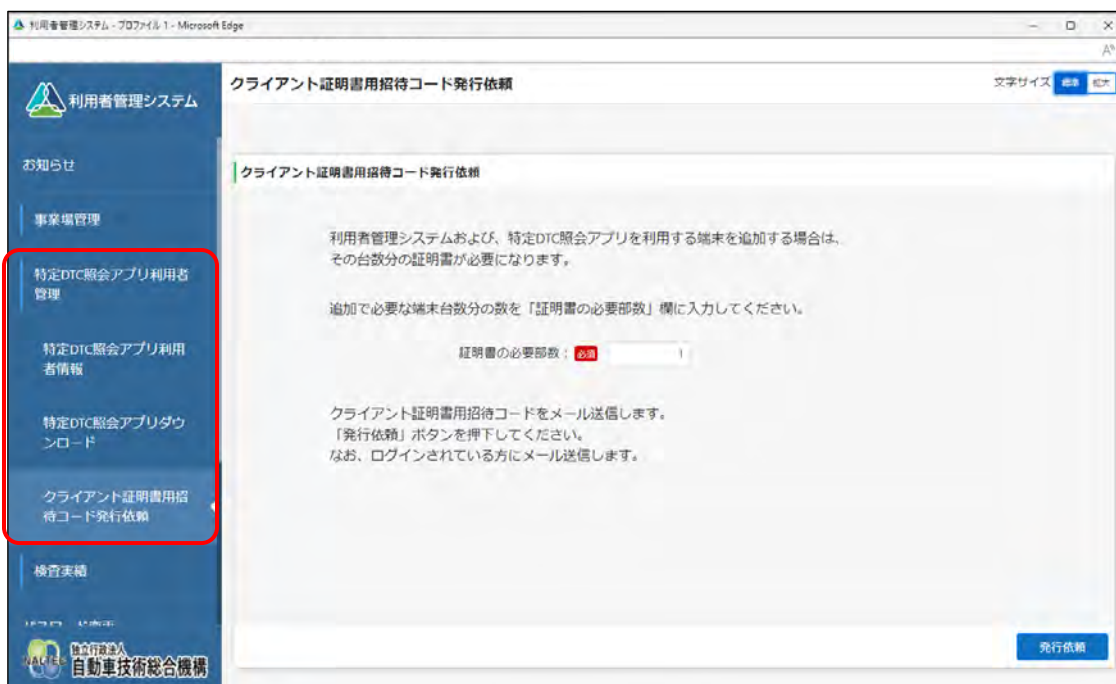 利用者管理システム - プロファイル 1 - Microsoft Edge
利用者管理システム
クライアント証明書用招待コード発行依頼
文字サイズ 標準 拡大
お知らせ
事業場管理
特定DTC照会アプリ利用者
管理
特定DTC照会アプリ利用
者情報
特定DTC照会アプリダウ
ンロード
クライアント証明書用招
待コード発行依頼
検査実績
パスワード変更
独立行政法人
自動車技術総合機構
クライアント証明書用招待コード発行依頼
利用者管理システムおよび、特定DTC照会アプリを利用する端末を追加する場合は、
その台数分の証明書が必要になります。
追加で必要な端末台数分の数を「証明書の必要部数」欄に入力してください。
証明書の必要部数： 必須 1
クライアント証明書用招待コードをメール送信します。
「発行依頼」ボタンを押下してください。
なお、ログインされている方にメール送信します。
発行依頼